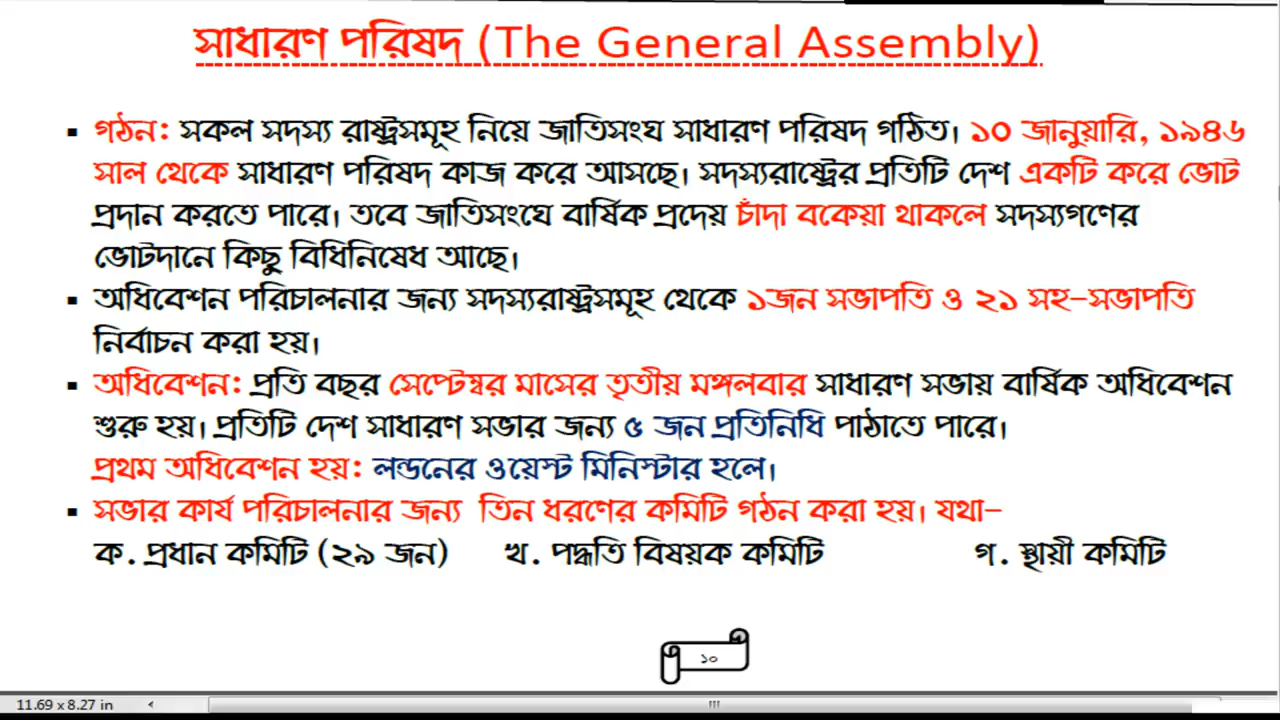 সাধারণ পরিষদ (The General Assembly)
▪ গঠন: সকল সদস্য রাষ্ট্রসমূহ নিয়ে জাতিসংঘ সাধারণ পরিষদ গঠিত। ১০ জানুয়ারি, ১৯৪৬
সাল থেকে সাধারণ পরিষদ কাজ করে আসছে। সদস্যরাষ্ট্রের প্রতিটি দেশ একটি করে ভোট
প্রদান করতে পারে। তবে জাতিসংঘে বার্ষিক প্রদেয় চাঁদা বকেয়া থাকলে সদস্যগণের
ভোটদানে কিছু বিধিনিষেধ আছে।
▪ অধিবেশন পরিচালনার জন্য সদস্যরাষ্ট্রসমূহ থেকে ১জন সভাপতি ও ২১ সহ-সভাপতি
নির্বাচন করা হয়।
▪ অধিবেশন: প্রতি বছর সেপ্টেম্বর মাসের তৃতীয় মঙ্গলবার সাধারণ সভায় বার্ষিক অধিবেশন
শুরু হয়। প্রতিটি দেশ সাধারণ সভার জন্য ৫ জন প্রতিনিধি পাঠাতে পারে।
প্রথম অধিবেশন হয়: লন্ডনের ওয়েস্ট মিনিস্টার হলে।
▪ সভার কার্য পরিচালনার জন্য তিন ধরণের কমিটি গঠন করা হয়। যথা-
ক. প্রধান কমিটি (২৯ জন) খ. পদ্ধতি বিষয়ক কমিটি গ. স্থায়ী কমিটি
১০
11.69 x 8.27 in